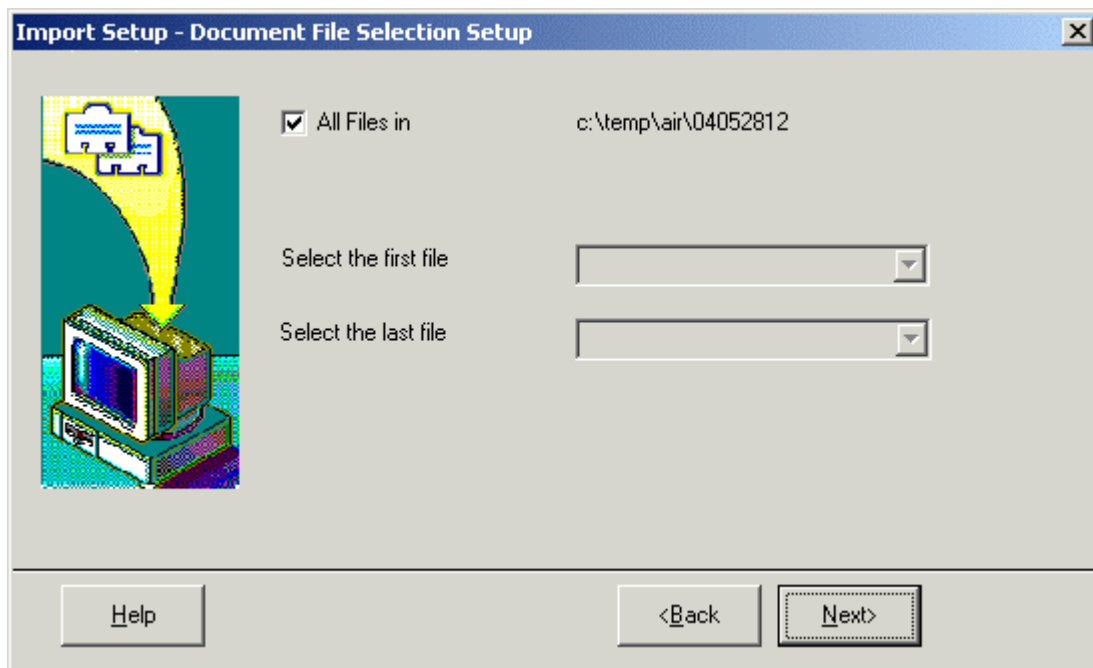 Import Setup - Document File Selection Setup
All Files in c:\temp\air\04052812
Select the first file
Select the last file
Help <Back Next>